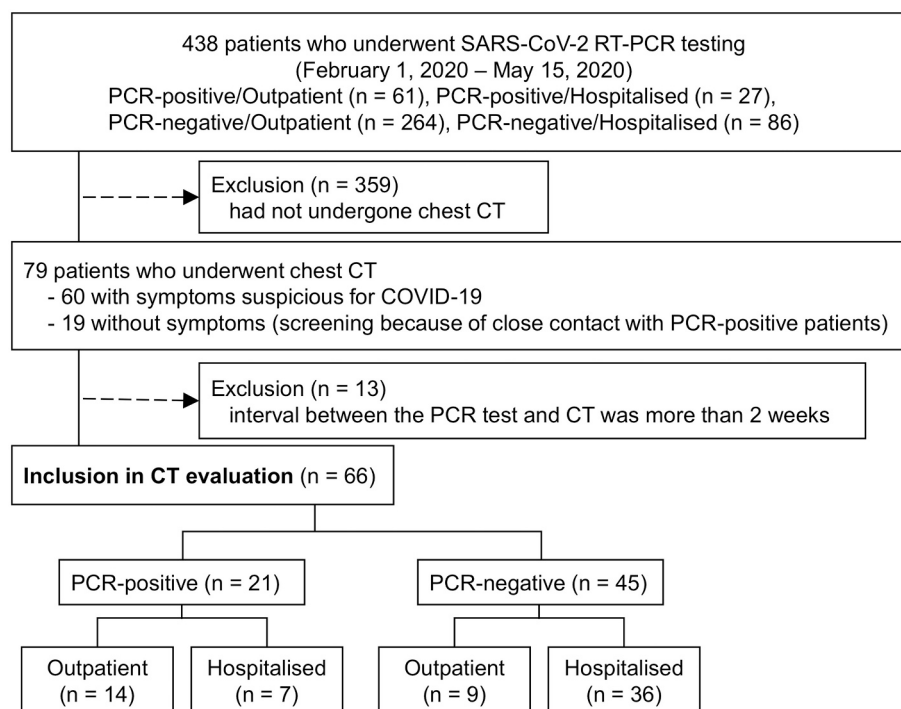 438 patients who underwent SARS-CoV-2 RT-PCR testing
(February 1, 2020 – May 15, 2020)
PCR-positive/Outpatient (n = 61), PCR-positive/Hospitalised (n = 27),
PCR-negative/Outpatient (n = 264), PCR-negative/Hospitalised (n = 86)
Exclusion (n = 359)
had not undergone chest CT
79 patients who underwent chest CT
- 60 with symptoms suspicious for COVID-19
- 19 without symptoms (screening because of close contact with PCR-positive patients)
Exclusion (n = 13)
interval between the PCR test and CT was more than 2 weeks
Inclusion in CT evaluation (n = 66)
PCR-positive (n = 21)
PCR-negative (n = 45)
Outpatient
(n = 14)
Hospitalised
(n = 7)
Outpatient
(n = 9)
Hospitalised
(n = 36)